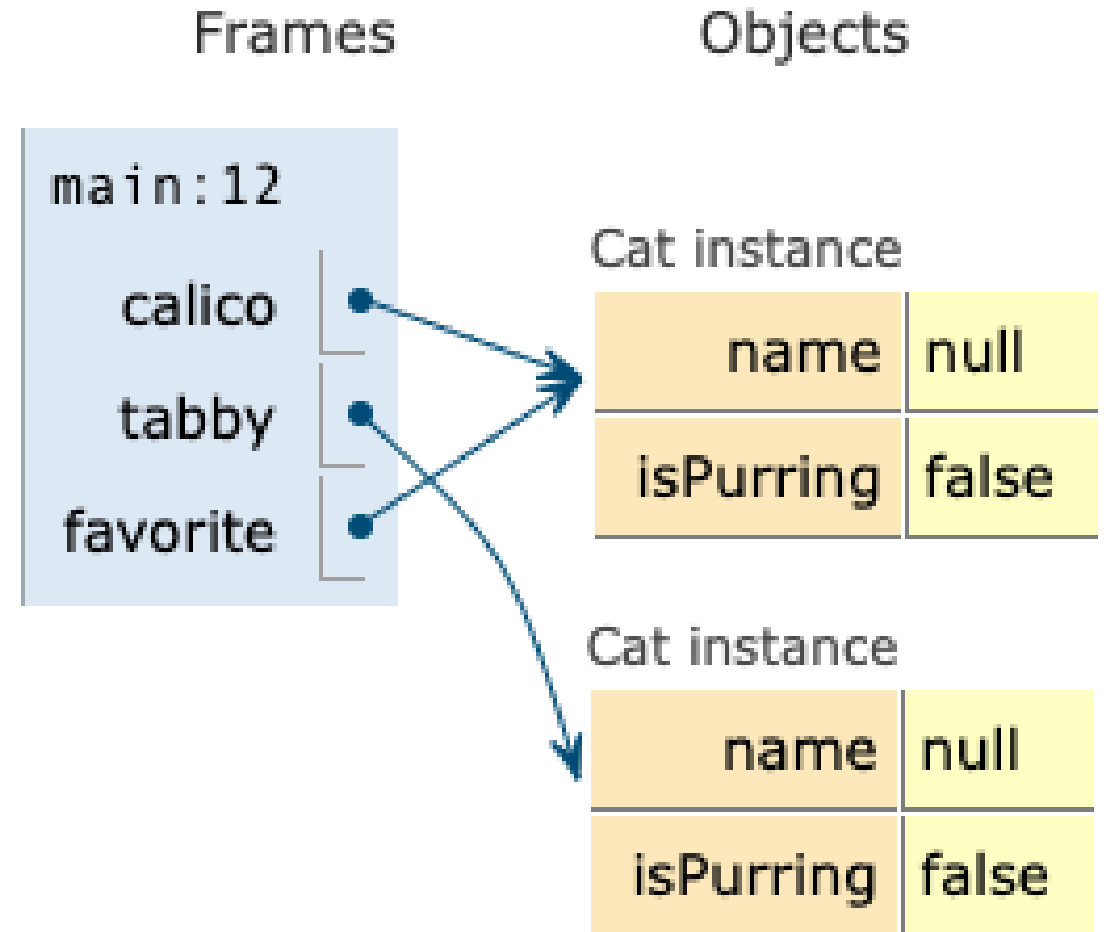 Frames
Objects
main:12
calico
tabby
favorite
Cat instance
name null
isPurring false
Cat instance
name null
isPurring false